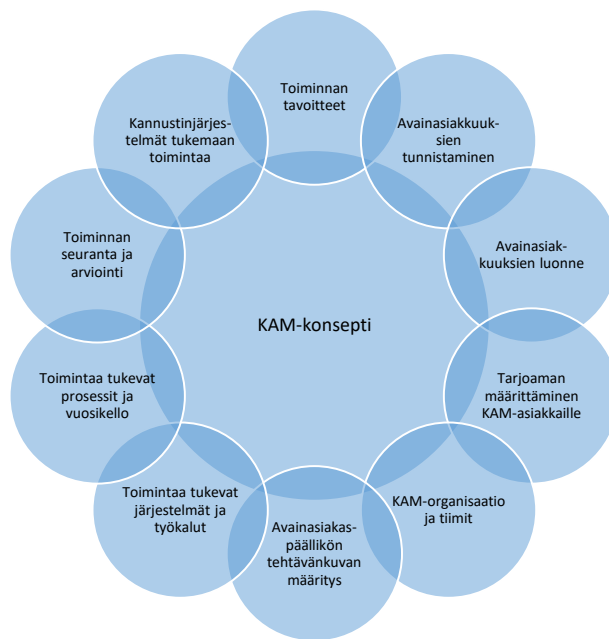 Toiminnan
tavoitteet
Avainasiakkuuk-
sien
tunnistaminen
Avainasiak-
kuuksien luonne
Tarjoaman
määrittäminen
KAM-asiakkaille
KAM-organisaatio
ja tiimit
Avainasiakas-
päällikön
tehtävänkuvan
määritys
Toimintaa tukevat
järjestelmät ja
työkalut
Toimintaa tukevat
prosessit ja
vuosikello
Toiminnan
seuranta ja
arviointi
Kannustinjärjes-
telmät tukemaan
toimintaa
KAM-konsepti